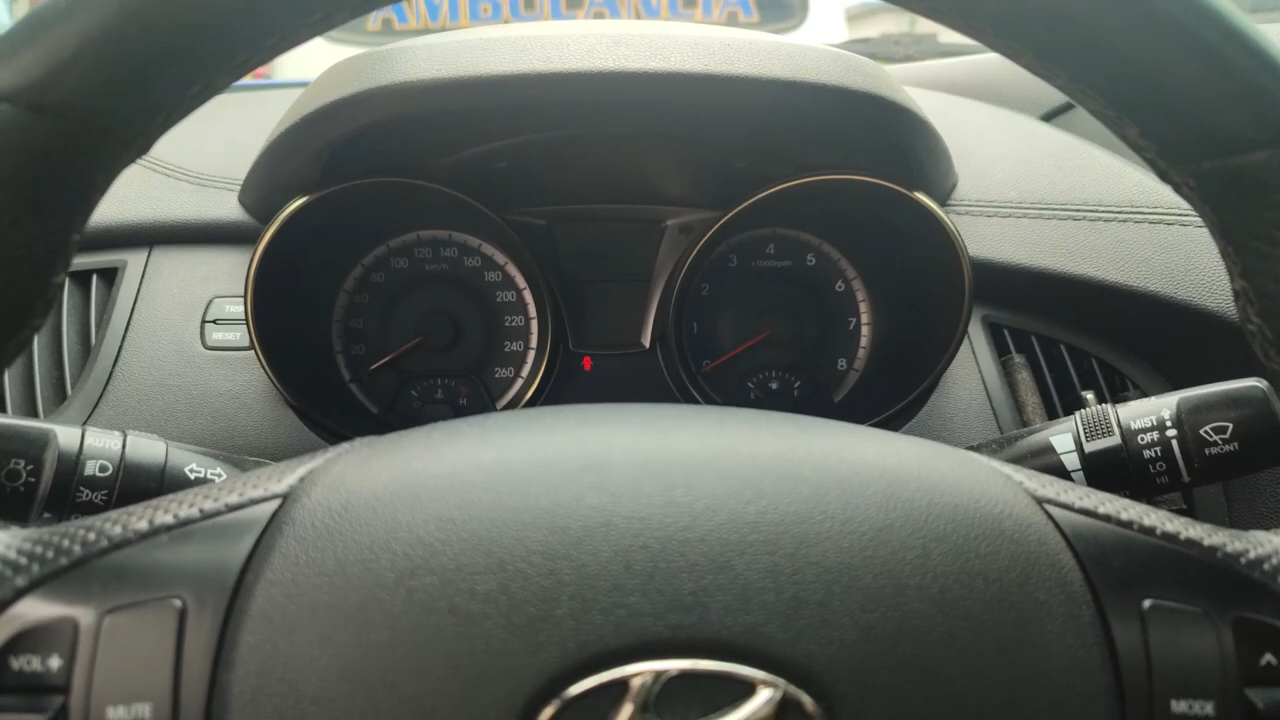 AMBULANCIA
100 120 140
80 160
60 180
km/h
200
40 220
20 240
260
H
TRIP
RESET
3 4 5
x1000rpm
2 6
1 7
0 8
E F
AUTO
MIST
OFF
INT
LO
HI
FRONT
VOL+
MUTE
MODE